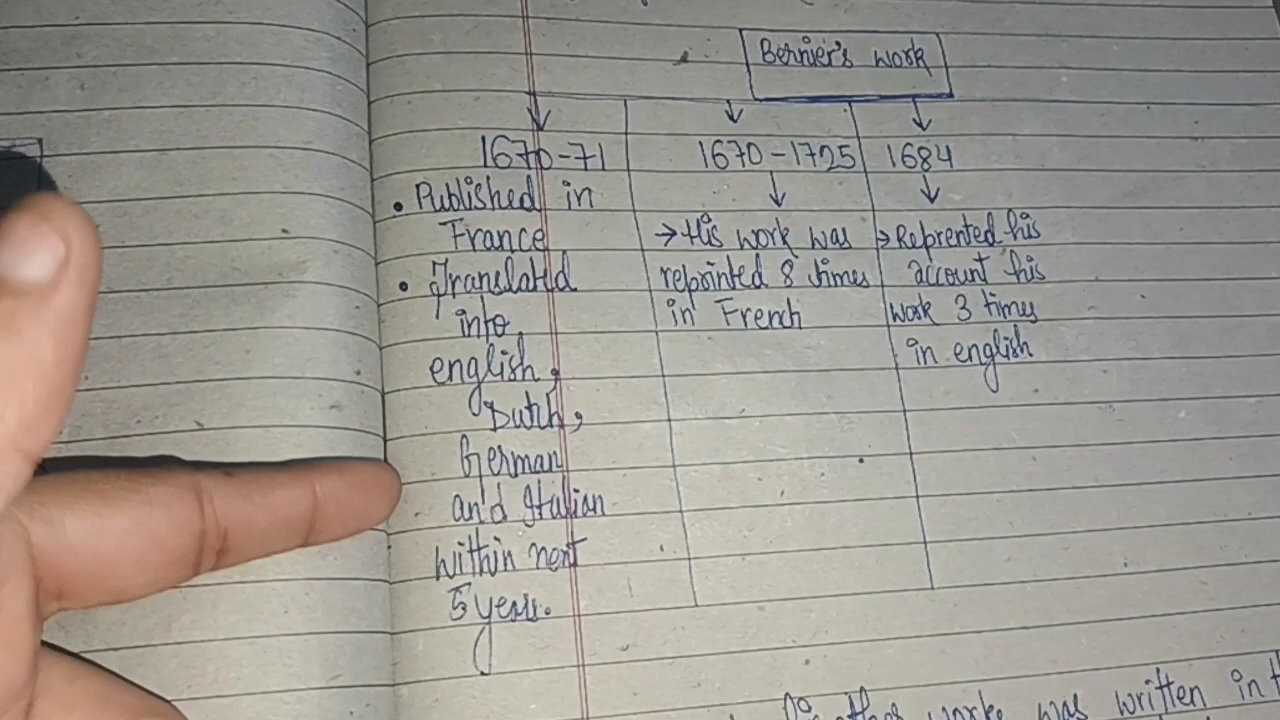 Bernier's work
1670-71
• Published in
France
• Translated
into
english,
Dutch,
German
and Italian
within next
5 years.
1670-1725
→ His work was
reprinted 8 times
in French
1684
→ Reprented his
account his
work 3 times
in english
was written in